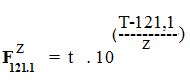 F^Z_121.1 = t . 10^(T-121,1 / Z)